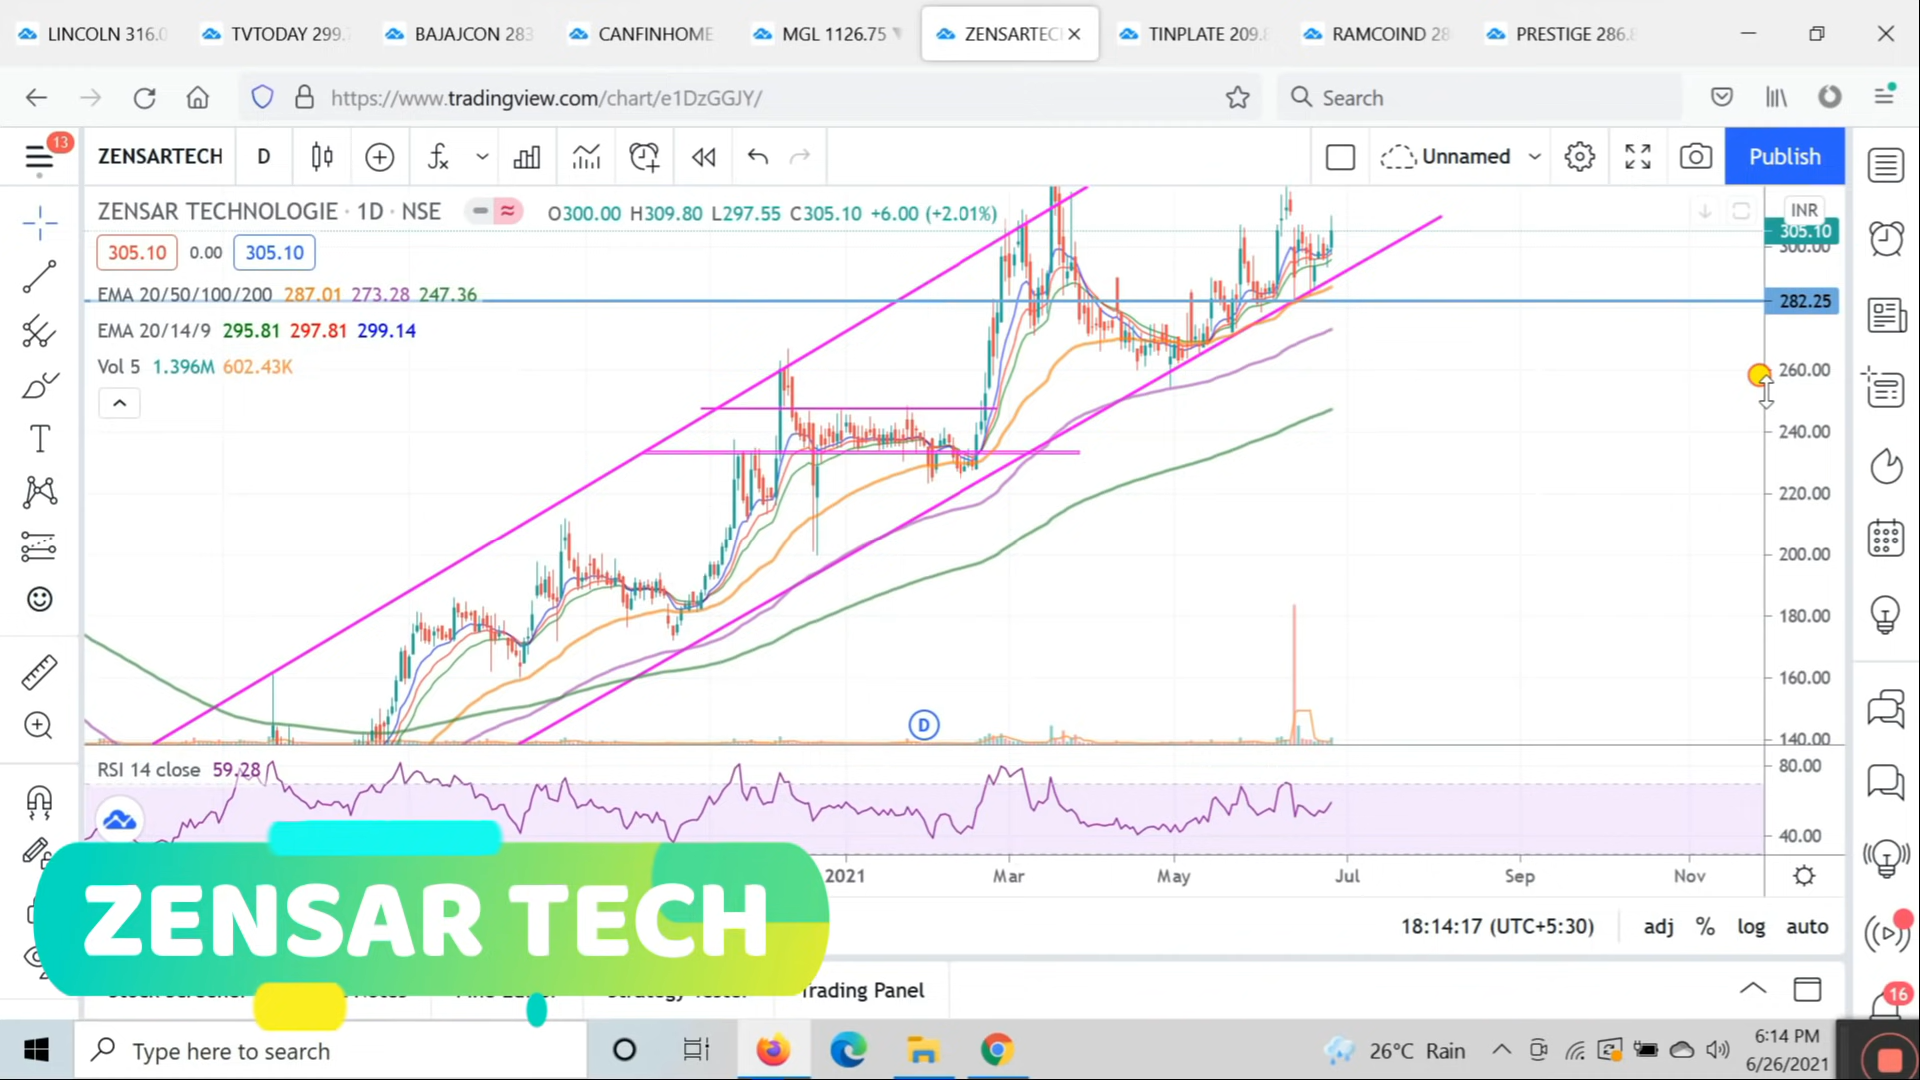 LINCOLN 316.0
TVTODAY 299.
BAJAJCON 283
CANFINHOME
MGL 1126.75
ZENSARTEC
TINPLATE 209.8
RAMCOIND 28
PRESTIGE 286.8
https://www.tradingview.com/chart/e1DzGGJY/
Search
13
ZENSARTECH
D
Unnamed
Publish
ZENSAR TECHNOLOGIE · 1D · NSE
O300.00 H309.80 L297.55 C305.10 +6.00 (+2.01%)
INR
305.10
300.00
305.10
0.00
305.10
EMA 20/50/100/200 287.01 273.28 247.36
282.25
EMA 20/14/9 295.81 297.81 299.14
Vol 5 1.396M 602.43K
260.00
240.00
220.00
200.00
180.00
160.00
140.00
D
RSI 14 close 59.28
80.00
40.00
2021
Mar
May
Jul
Sep
Nov
ZENSAR TECH
18:14:17 (UTC+5:30)
adj
%
log
auto
Trading Panel
16
Type here to search
26°C Rain
6:14 PM
6/26/2021